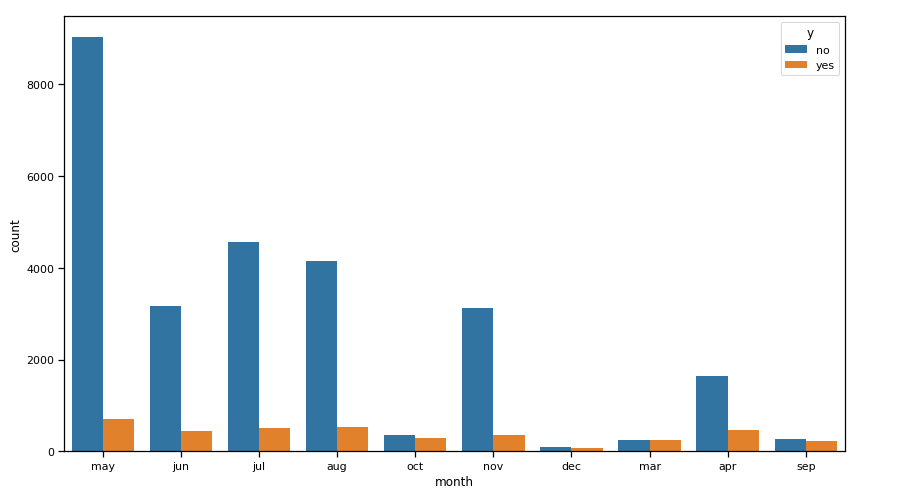 y
no
yes
count
8000
6000
4000
2000
0
may jun jul aug oct nov dec mar apr sep
month